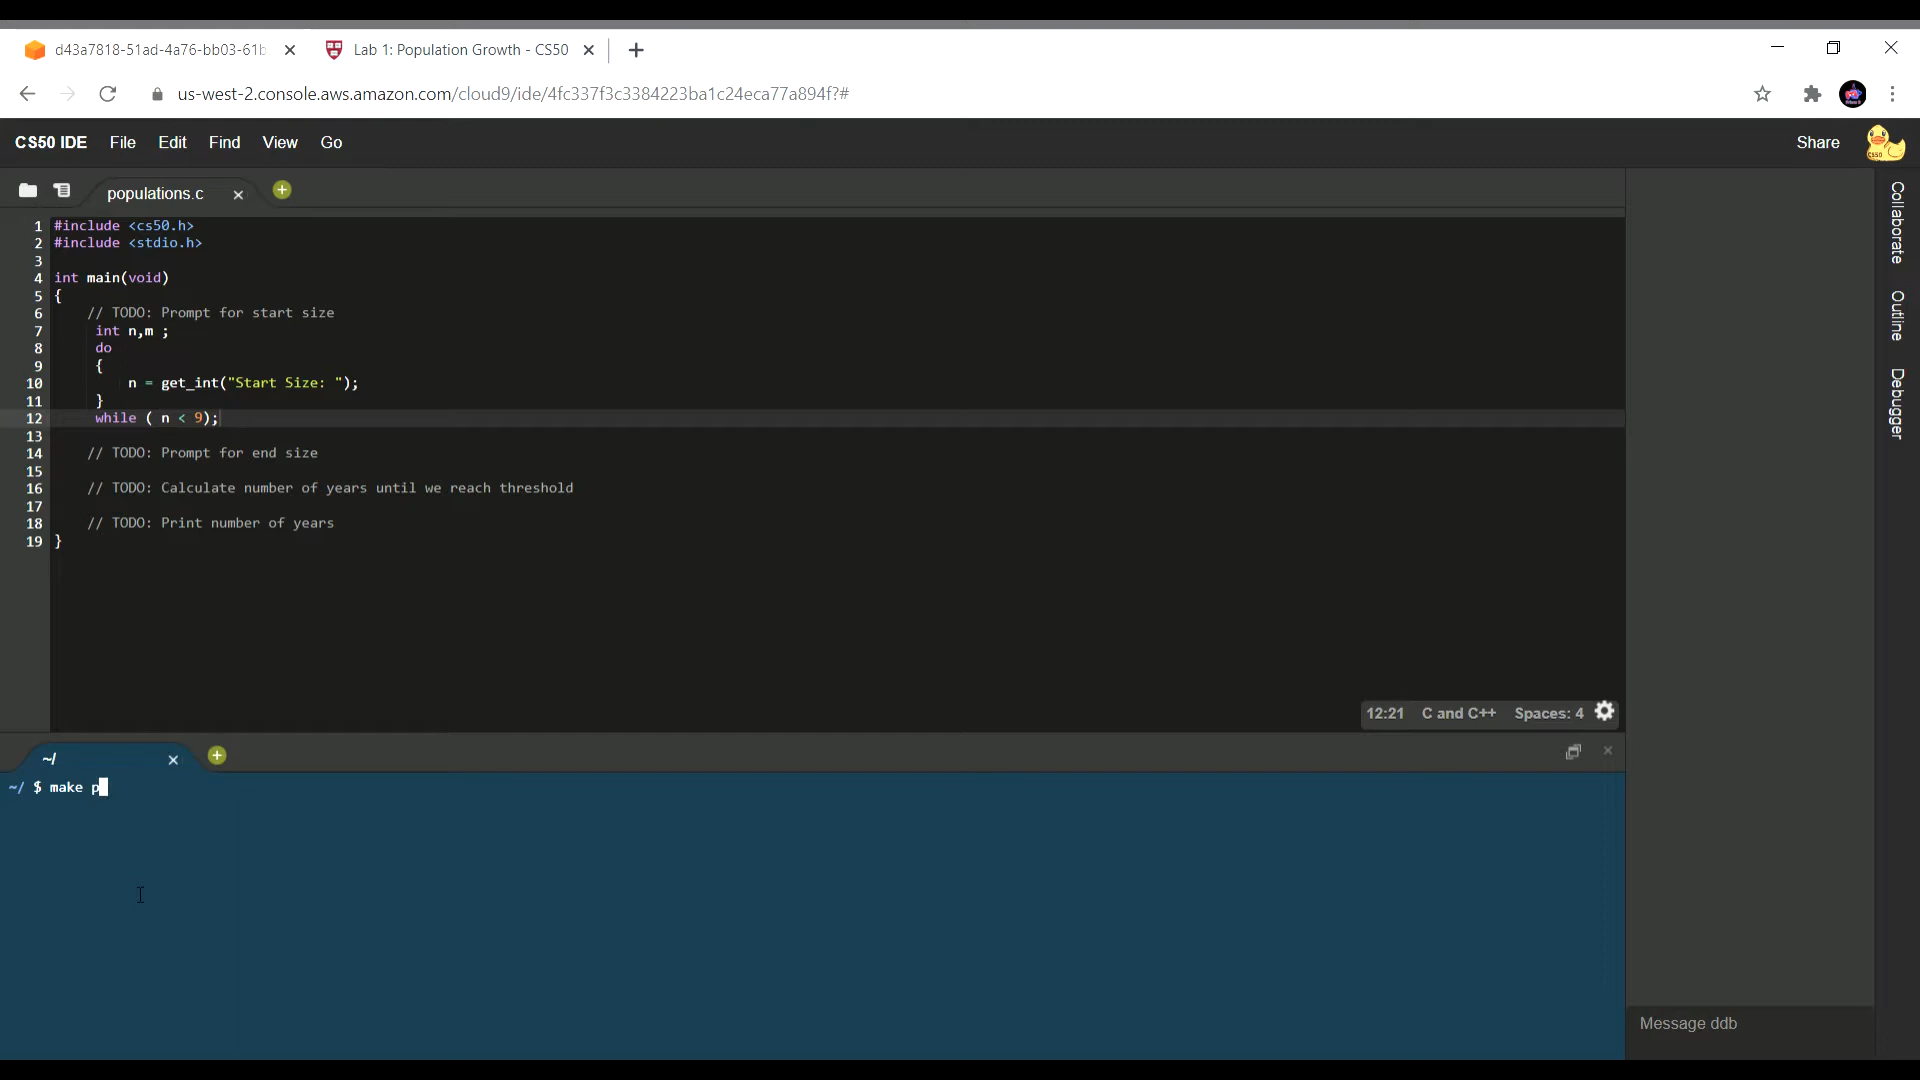 d43a7818-51ad-4a76-bb03-61b
Lab 1: Population Growth - CS50
us-west-2.console.aws.amazon.com/cloud9/ide/4fc337f3c3384223ba1c24eca77a894f?#
CS50 IDE File Edit Find View Go Share
populations.c
1 #include <cs50.h>
2 #include <stdio.h>
3
4 int main(void)
5 {
6     // TODO: Prompt for start size
7      int n,m ;
8      do
9      {
10          n = get_int("Start Size: ");
11      }
12      while ( n < 9);
13
14     // TODO: Prompt for end size
15
16     // TODO: Calculate number of years until we reach threshold
17
18     // TODO: Print number of years
19 }
Collaborate
Outline
Debugger
12:21 C and C++ Spaces: 4
~/
~/ $ make p
Message ddb